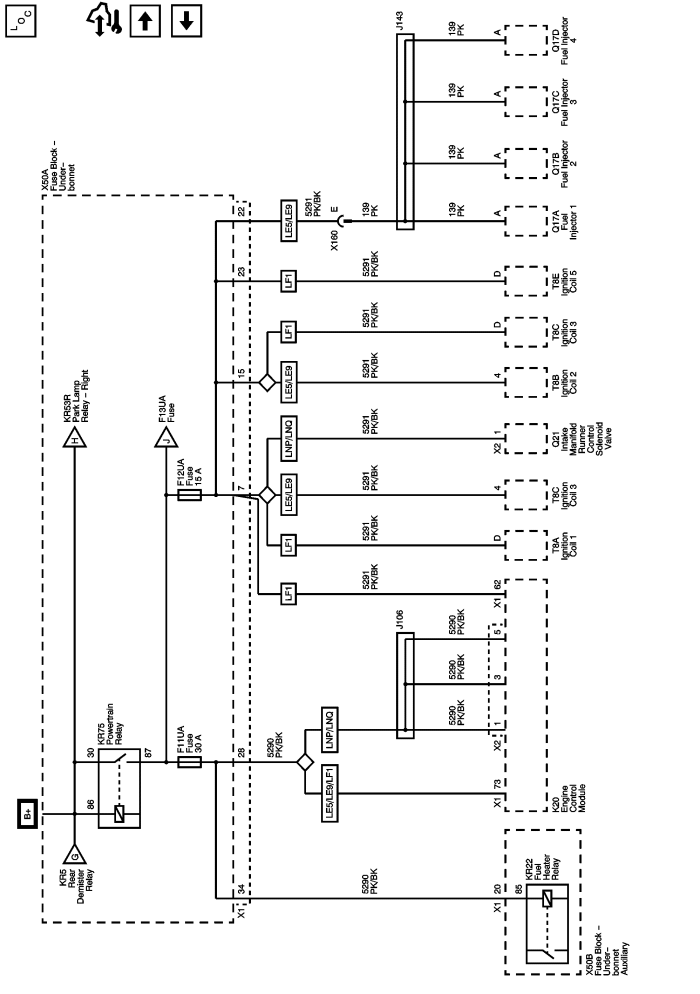 LOC
B+
X50A
Fuse Block –
Under–
bonnet
KR5
Rear
Demister
Relay
G
86
30
KR75
Powertrain
Relay
87
H
KR53R
Park Lamp
Relay – Right
J
F13UA
Fuse
F11UA
Fuse
30 A
F12UA
Fuse
15 A
X1
34
28
7
15
23
22
5290
PK/BK
5290
PK/BK
LE5/LE9/LF1
LNP/LNQ
LF1
LF1
LE5/LE9
LNP/LNQ
LE5/LE9
LF1
LF1
LE5/LE9
5291
PK/BK
X160
E
J106
J143
5290
PK/BK
5290
PK/BK
5290
PK/BK
5291
PK/BK
5291
PK/BK
5291
PK/BK
5291
PK/BK
5291
PK/BK
5291
PK/BK
5291
PK/BK
139
PK
139
PK
139
PK
139
PK
139
PK
X1
20
X1
73
X2
1
3
5
X1
62
D
4
X2
1
4
D
D
A
A
A
A
85
KR22
Fuel
Heater
Relay
X50B
Fuse Block –
Under–
bonnet
Auxiliary
K20
Engine
Control
Module
T8A
Ignition
Coil 1
T8C
Ignition
Coil 3
Q21
Intake
Manifold
Runner
Control
Solenoid
Valve
T8B
Ignition
Coil 2
T8C
Ignition
Coil 3
T8E
Ignition
Coil 5
Q17A
Fuel
Injector 1
Q17B
Fuel Injector
2
Q17C
Fuel Injector
3
Q17D
Fuel Injector
4